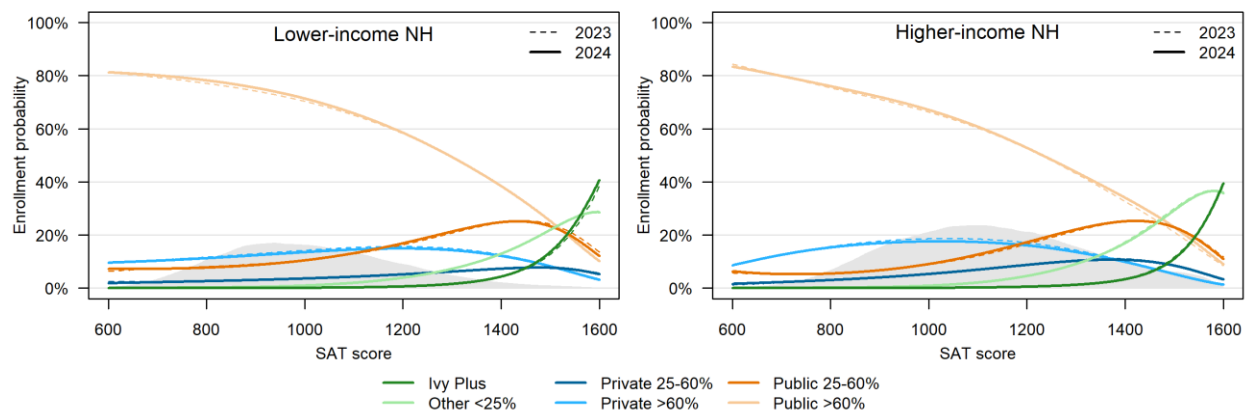 Lower-income NH
2023
2024
Enrollment probability
100%
80%
60%
40%
20%
0%
600 800 1000 1200 1400 1600
SAT score
Higher-income NH
2023
2024
Enrollment probability
100%
80%
60%
40%
20%
0%
600 800 1000 1200 1400 1600
SAT score
Ivy Plus Private 25-60% Public 25-60%
Other <25% Private >60% Public >60%